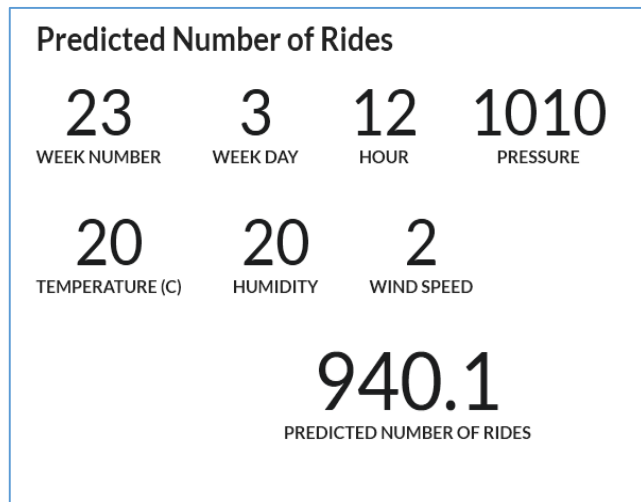 Predicted Number of Rides
23 3 12 1010
WEEK NUMBER WEEK DAY HOUR PRESSURE
20 20 2
TEMPERATURE (C) HUMIDITY WIND SPEED
940.1
PREDICTED NUMBER OF RIDES